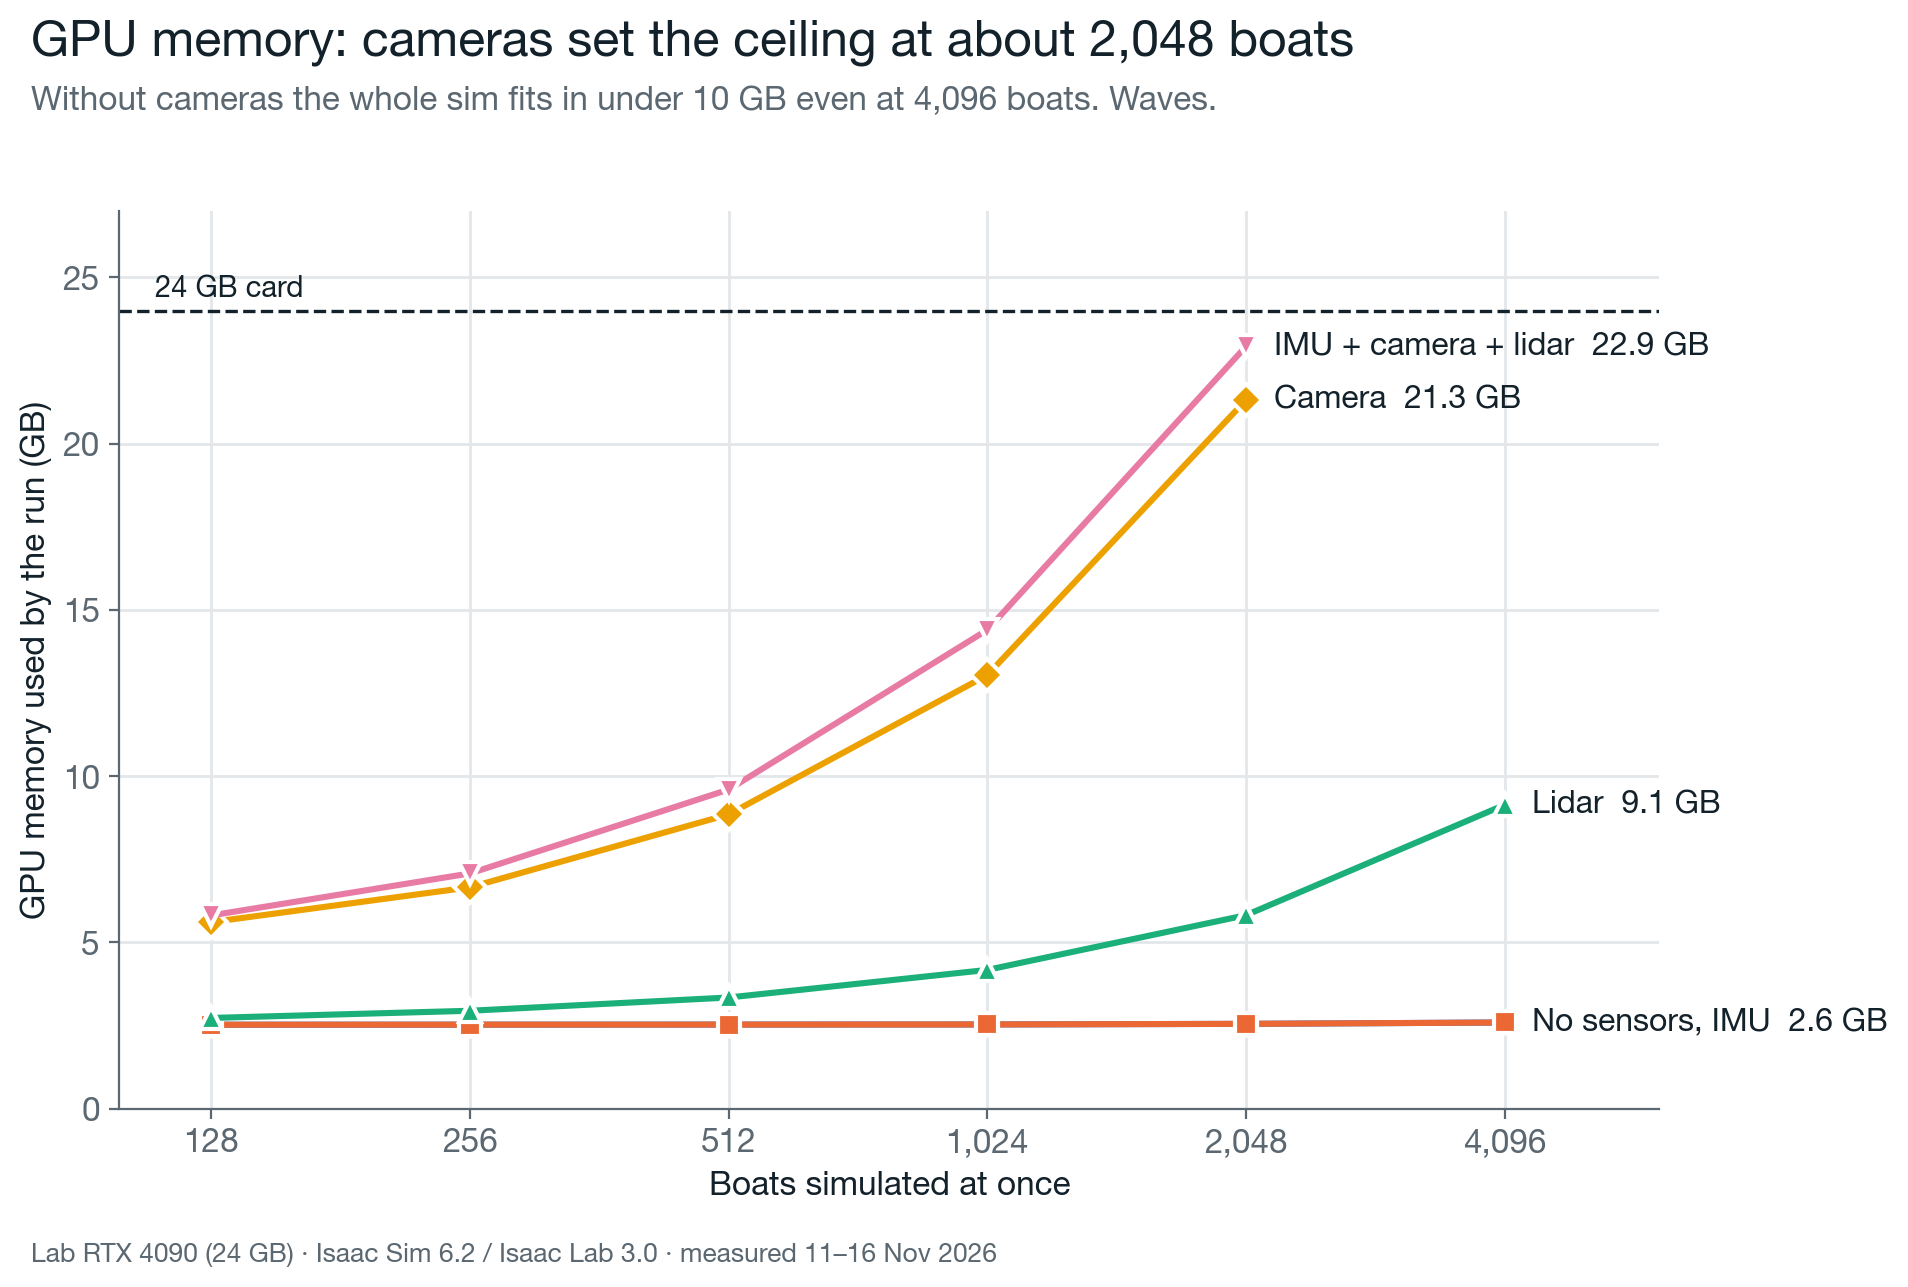 GPU memory: cameras set the ceiling at about 2,048 boats
Without cameras the whole sim fits in under 10 GB even at 4,096 boats. Waves.
GPU memory used by the run (GB)
25
20
15
10
5
0
24 GB card
IMU + camera + lidar 22.9 GB
Camera 21.3 GB
Lidar 9.1 GB
No sensors, IMU 2.6 GB
128 256 512 1,024 2,048 4,096
Boats simulated at once
Lab RTX 4090 (24 GB) · Isaac Sim 6.2 / Isaac Lab 3.0 · measured 11–16 Nov 2026